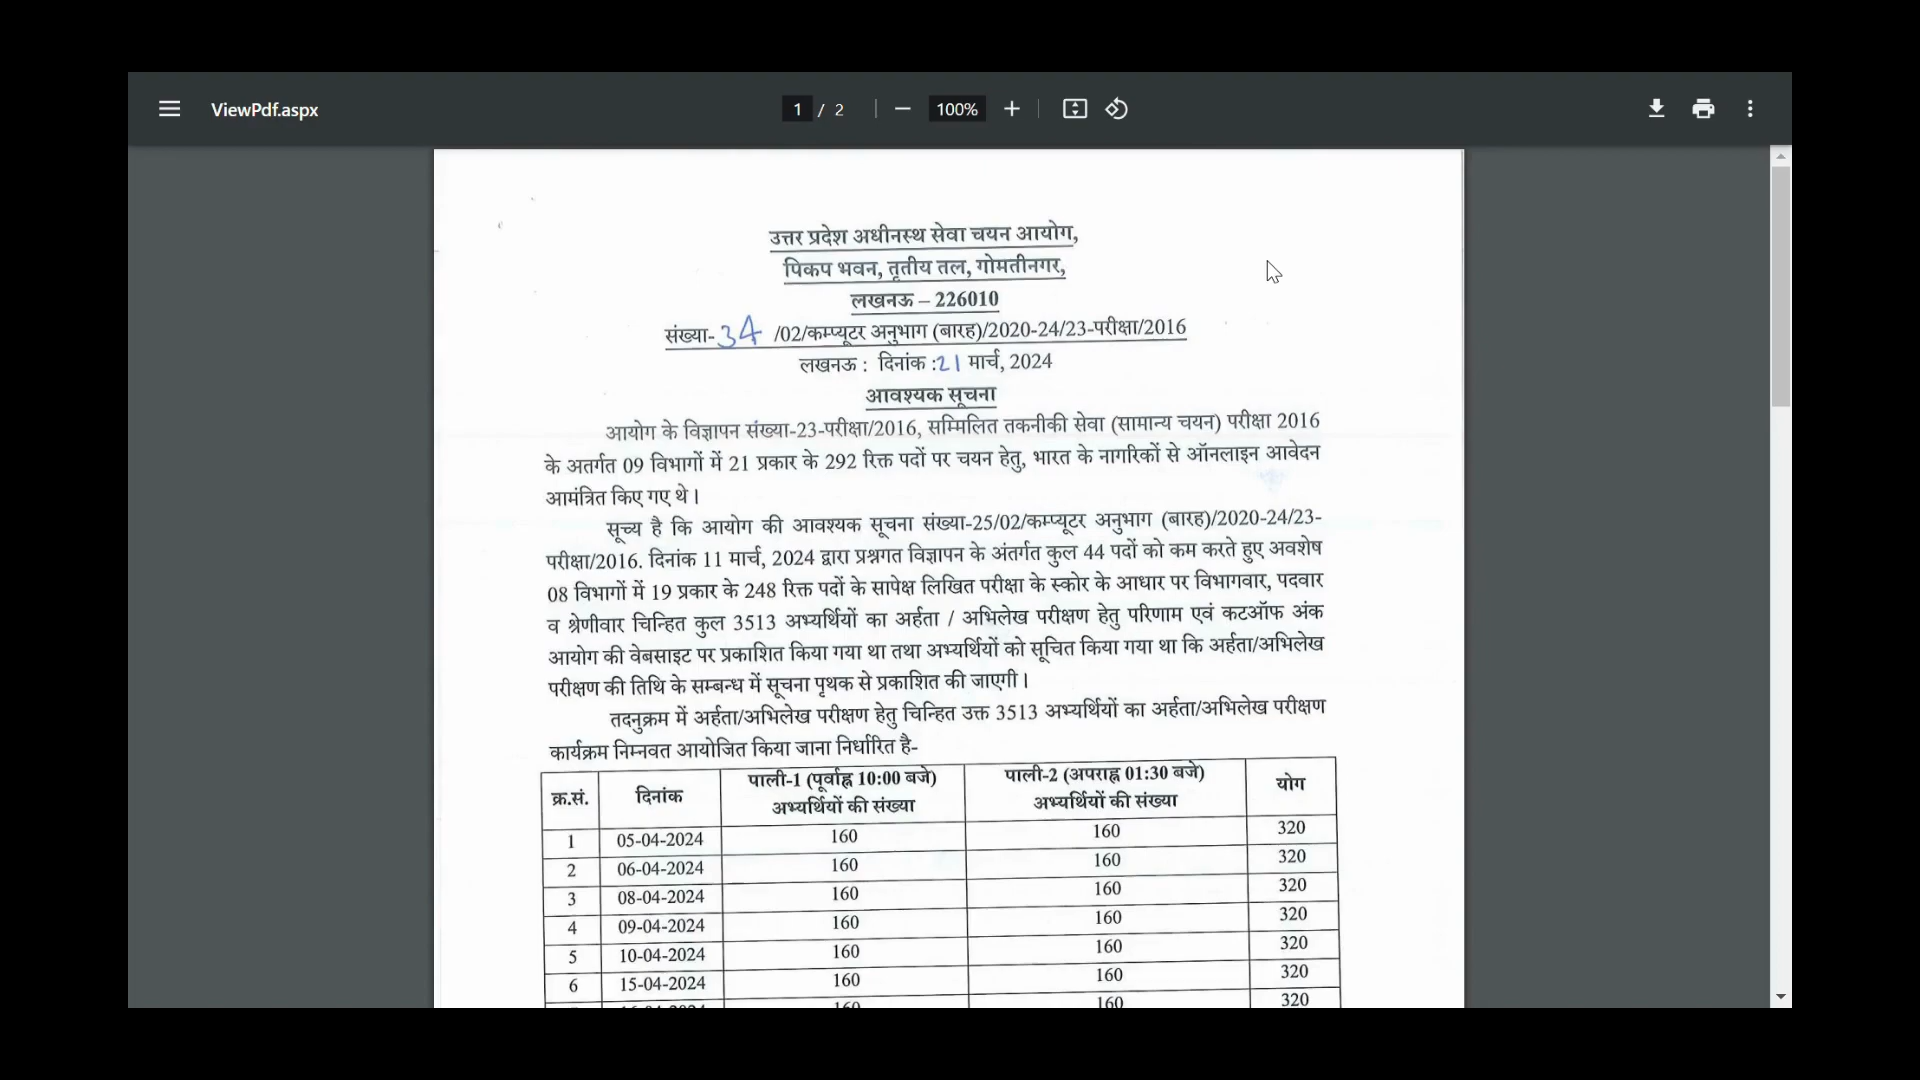 ViewPdf.aspx
1 / 2
100%
उत्तर प्रदेश अधीनस्थ सेवा चयन आयोग,
पिकप भवन, तृतीय तल, गोमतीनगर,
लखनऊ – 226010
संख्या-34 /02/कम्प्यूटर अनुभाग (बारह)/2020-24/23-परीक्षा/2016
लखनऊ : दिनांक :21 मार्च, 2024
आवश्यक सूचना
आयोग के विज्ञापन संख्या-23-परीक्षा/2016, सम्मिलित तकनीकी सेवा (सामान्य चयन) परीक्षा 2016
के अतर्गत 09 विभागों में 21 प्रकार के 292 रिक्त पदों पर चयन हेतु, भारत के नागरिकों से ऑनलाइन आवेदन
आमंत्रित किए गए थे।
सूच्य है कि आयोग की आवश्यक सूचना संख्या-25/02/कम्प्यूटर अनुभाग (बारह)/2020-24/23-
परीक्षा/2016. दिनांक 11 मार्च, 2024 द्वारा प्रश्नगत विज्ञापन के अंतर्गत कुल 44 पदों को कम करते हुए अवशेष
08 विभागों में 19 प्रकार के 248 रिक्त पदों के सापेक्ष लिखित परीक्षा के स्कोर के आधार पर विभागवार, पदवार
व श्रेणीवार चिन्हित कुल 3513 अभ्यर्थियों का अर्हता / अभिलेख परीक्षण हेतु परिणाम एवं कटऑफ अंक
आयोग की वेबसाइट पर प्रकाशित किया गया था तथा अभ्यर्थियों को सूचित किया गया था कि अर्हता/अभिलेख
परीक्षण की तिथि के सम्बन्ध में सूचना पृथक से प्रकाशित की जाएगी।
तदनुक्रम में अर्हता/अभिलेख परीक्षण हेतु चिन्हित उक्त 3513 अभ्यर्थियों का अर्हता/अभिलेख परीक्षण
कार्यक्रम निम्नवत आयोजित किया जाना निर्धारित है-
क्र.सं. दिनांक पाली-1 (पूर्वाह्न 10:00 बजे) अभ्यर्थियों की संख्या पाली-2 (अपराह्न 01:30 बजे) अभ्यर्थियों की संख्या योग
1 05-04-2024 160 160 320
2 06-04-2024 160 160 320
3 08-04-2024 160 160 320
4 09-04-2024 160 160 320
5 10-04-2024 160 160 320
6 15-04-2024 160 160 320
160 160 320